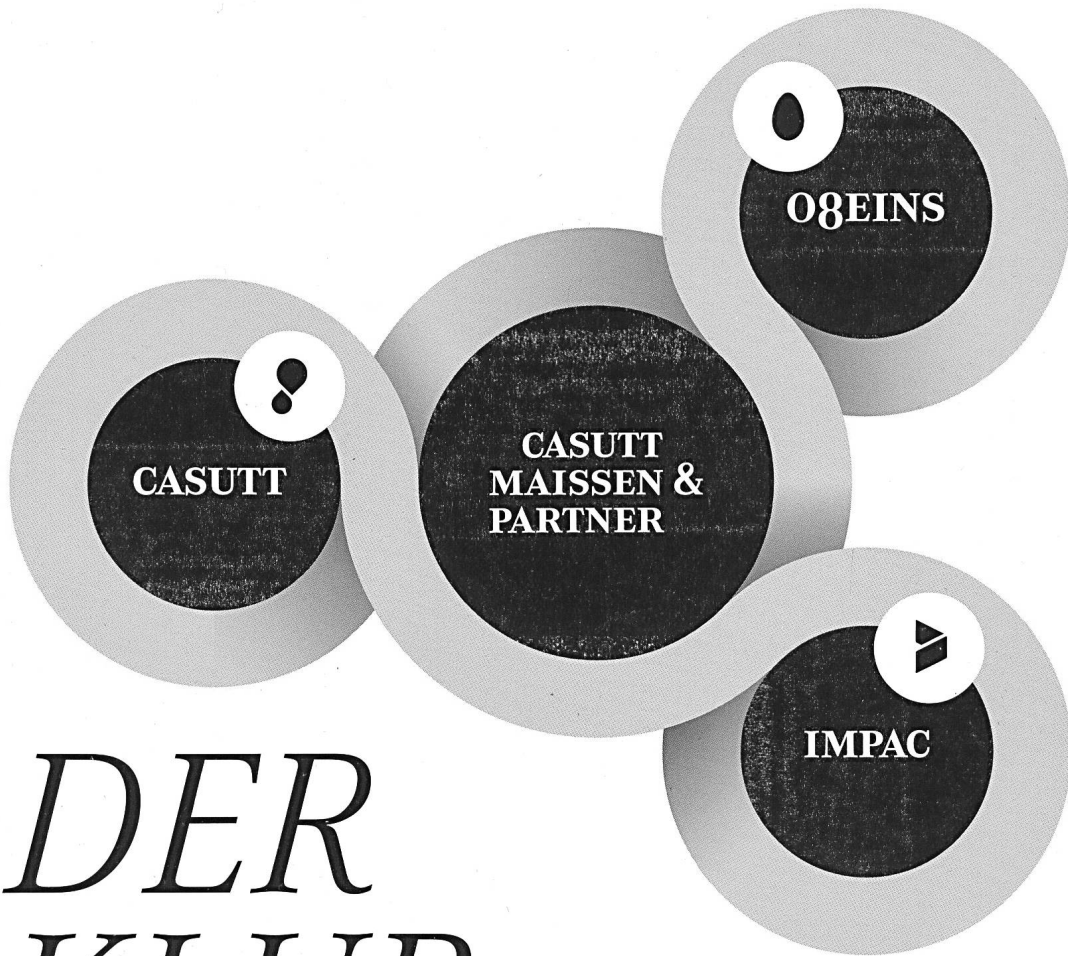 O8EINS
CASUTT
MAISSEN &
PARTNER
CASUTT
IMPAC
DER